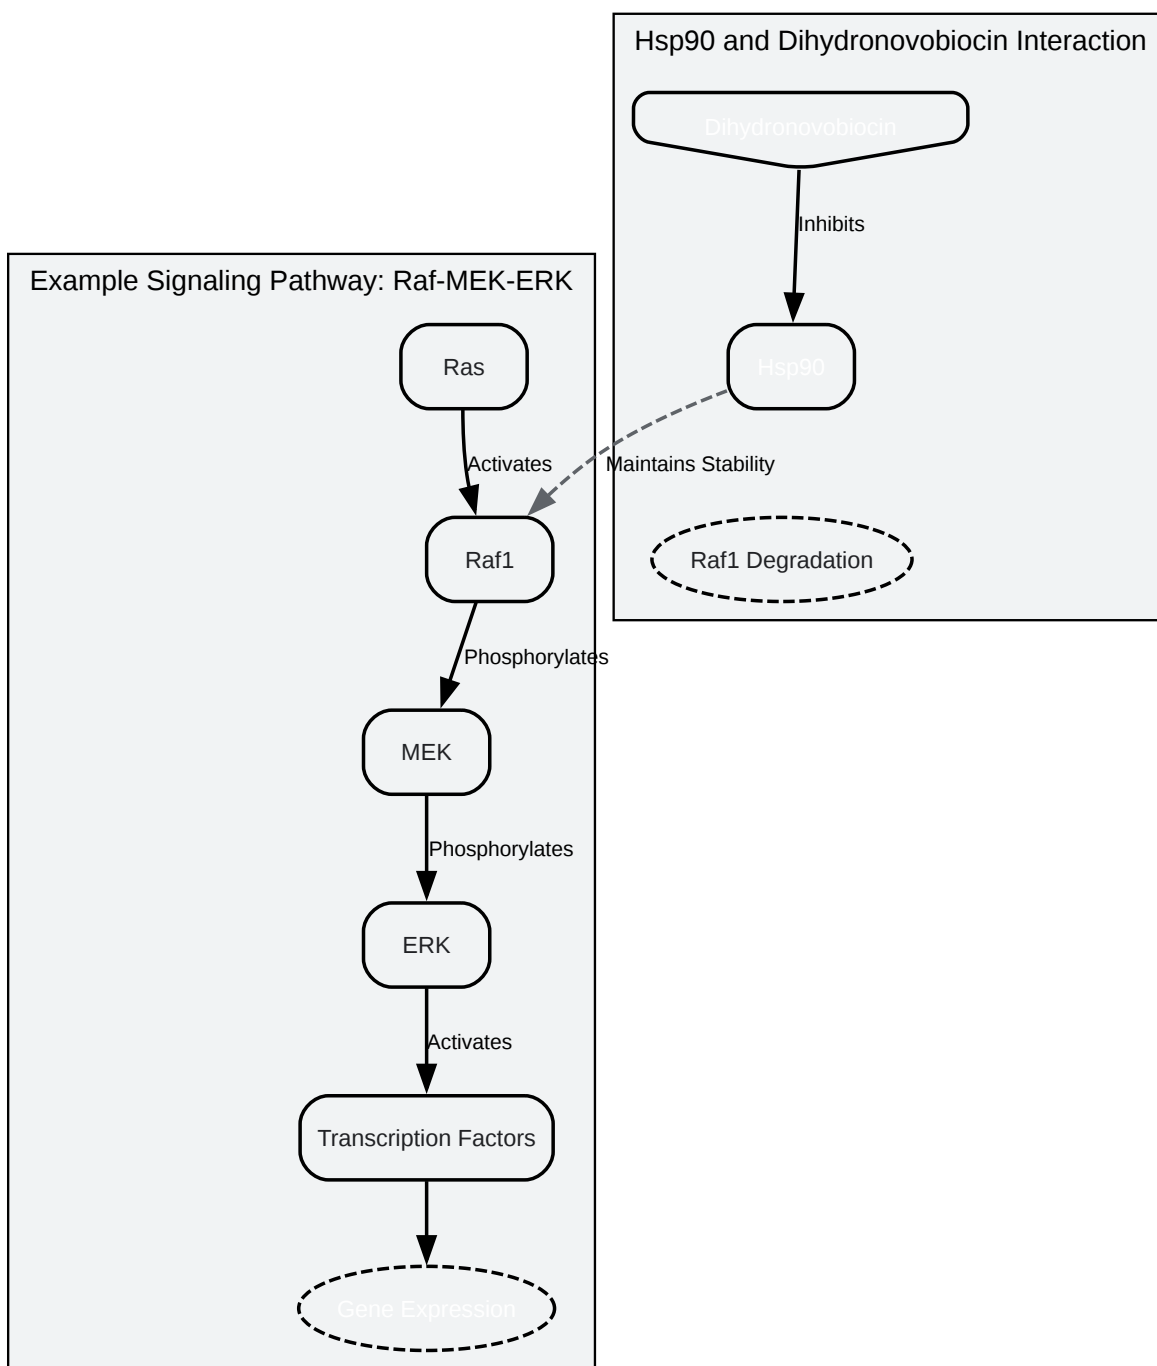 Hsp90 and Dihydronovobiocin Interaction
Dihydronovobiocin
Inhibits
Example Signaling Pathway: Raf-MEK-ERK
Ras
Hsp90
Activates
Maintains Stability
Raf1
Raf1 Degradation
Phosphorylates
MEK
Phosphorylates
ERK
Activates
Transcription Factors
Gene Expression